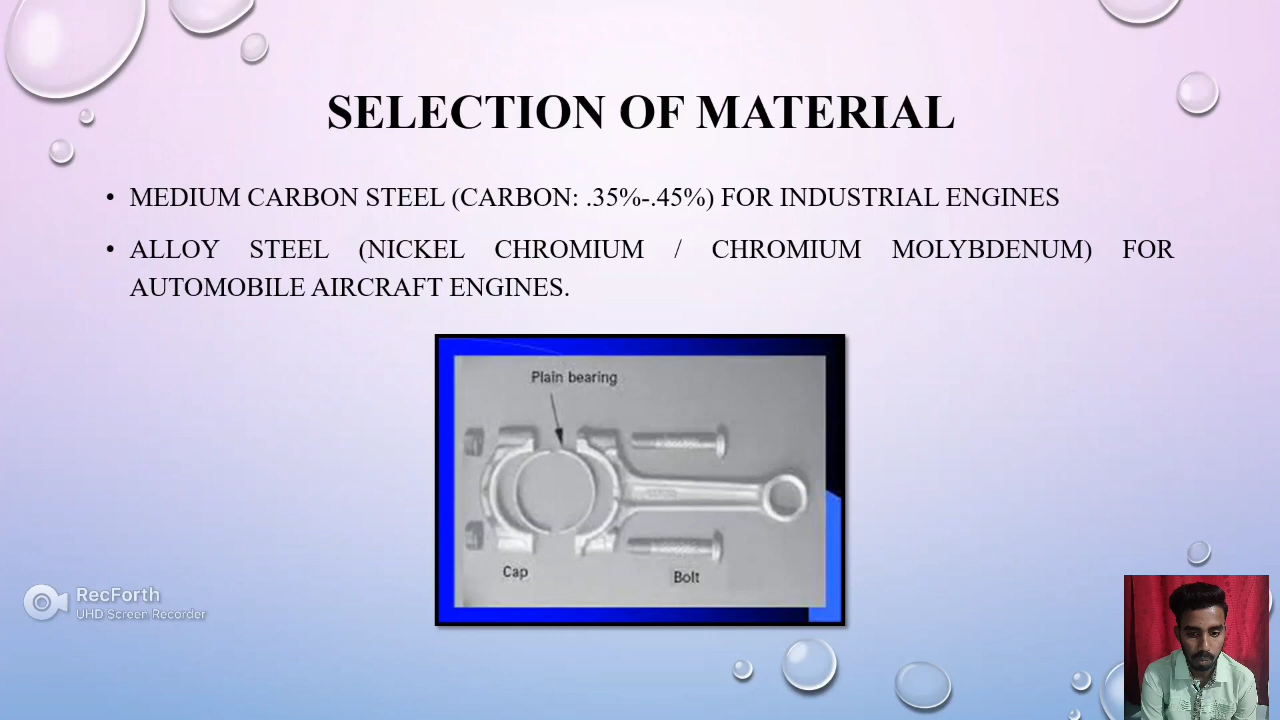 SELECTION OF MATERIAL
• MEDIUM CARBON STEEL (CARBON: .35%-.45%) FOR INDUSTRIAL ENGINES
• ALLOY STEEL (NICKEL CHROMIUM / CHROMIUM MOLYBDENUM) FOR
AUTOMOBILE AIRCRAFT ENGINES.
Plain bearing
Cap
Bolt
RecForth
UHD Screen Recorder